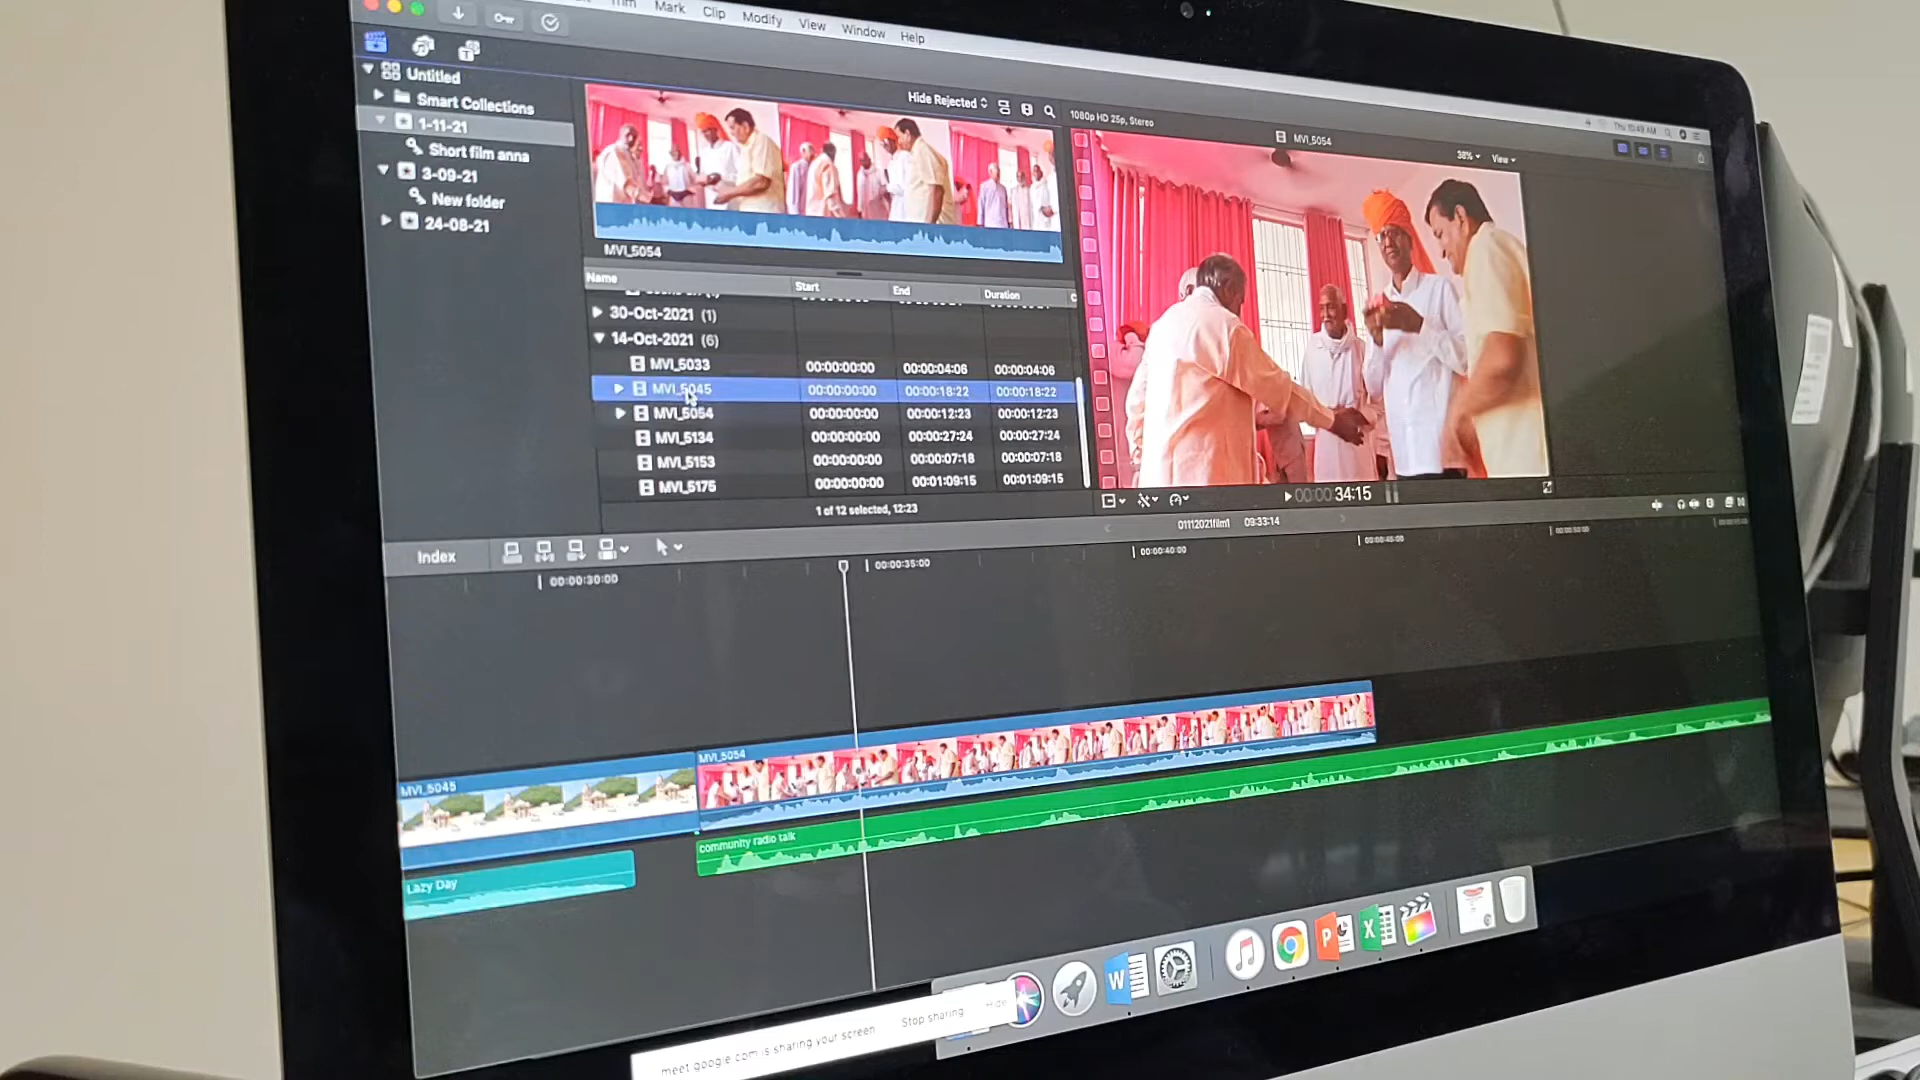 Trim Mark Clip Modify View Window Help
Thu 10:49 AM
Untitled
Smart Collections
1-11-21
Short film anna
3-09-21
New folder
24-08-21
Hide Rejected
MVI_5054
Name Start End Duration
30-Oct-2021 (1)
14-Oct-2021 (6)
MVI_5033 00:00:00:00 00:00:04:06 00:00:04:06
MVI_5045 00:00:00:00 00:00:18:22 00:00:18:22
MVI_5054 00:00:00:00 00:00:12:23 00:00:12:23
MVI_5134 00:00:00:00 00:00:27:24 00:00:27:24
MVI_5153 00:00:00:00 00:00:07:18 00:00:07:18
MVI_5175 00:00:00:00 00:01:09:15 00:01:09:15
1 of 12 selected, 12:23
1080p HD 25p, Stereo
MVI_5054
38% View
00:00:34:15
Index
01112021film1 09:33:14
00:00:30:00 00:00:35:00 00:00:40:00 00:00:45:00 00:00:50:00
MVI_5045
MVI_5054
Lazy Day
community radio talk
W P X
meet.google.com is sharing your screen Stop sharing Hide